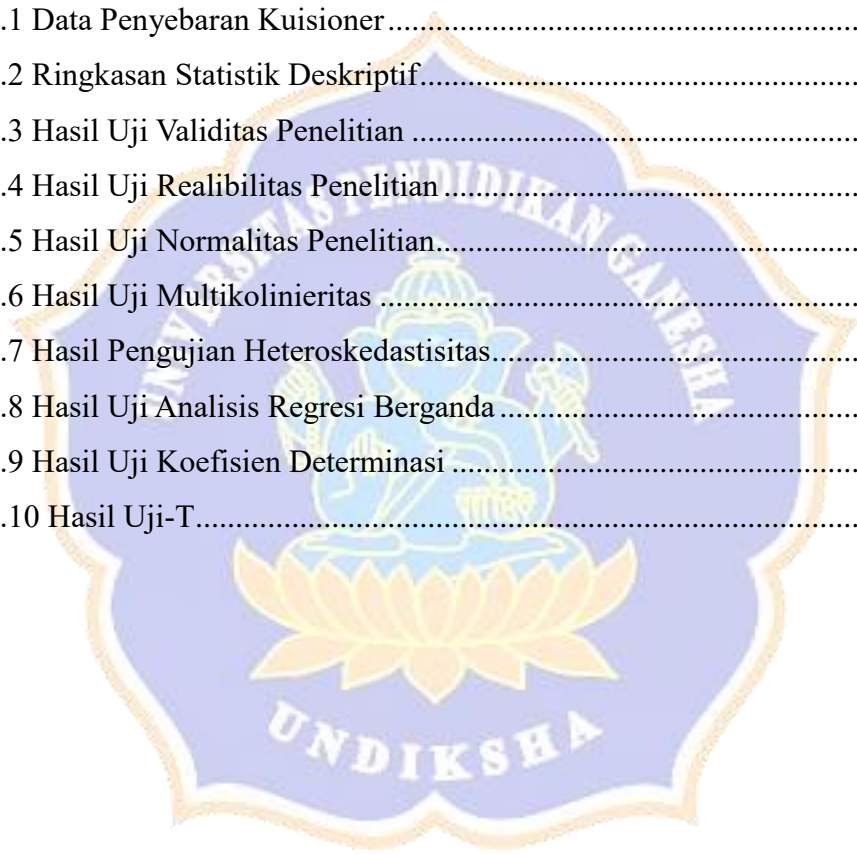 .1 Data Penyebaran Kuisioner
.2 Ringkasan Statistik Deskriptif
.3 Hasil Uji Validitas Penelitian
.4 Hasil Uji Realibilitas Penelitian
.5 Hasil Uji Normalitas Penelitian
.6 Hasil Uji Multikolinieritas
.7 Hasil Pengujian Heteroskedastisitas
.8 Hasil Uji Analisis Regresi Berganda
.9 Hasil Uji Koefisien Determinasi
.10 Hasil Uji-T
UNIVERSITAS PENDIDIKAN GANESHA
UNDIKSHA